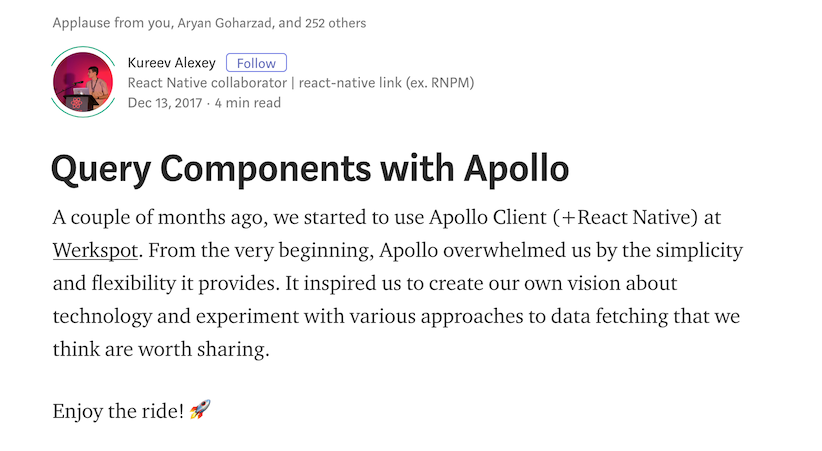 Applause from you, Aryan Goharzad, and 252 others
Kureev Alexey Follow
React Native collaborator | react-native link (ex. RNPM)
Dec 13, 2017 · 4 min read
Query Components with Apollo
A couple of months ago, we started to use Apollo Client (+React Native) at
Werkspot. From the very beginning, Apollo overwhelmed us by the simplicity
and flexibility it provides. It inspired us to create our own vision about
technology and experiment with various approaches to data fetching that we
think are worth sharing.
Enjoy the ride! 🚀